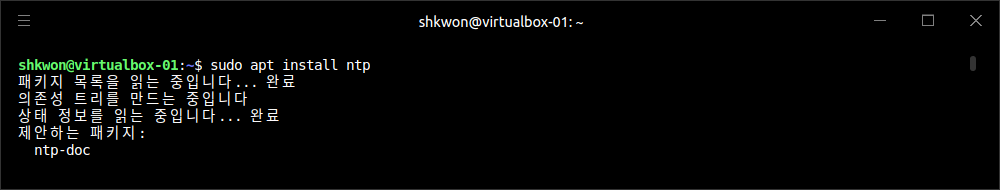 shkwon@virtualbox-01: ~
shkwon@virtualbox-01:~$ sudo apt install ntp
패키지 목록을 읽는 중입니다... 완료
의존성 트리를 만드는 중입니다
상태 정보를 읽는 중입니다... 완료
제안하는 패키지:
  ntp-doc